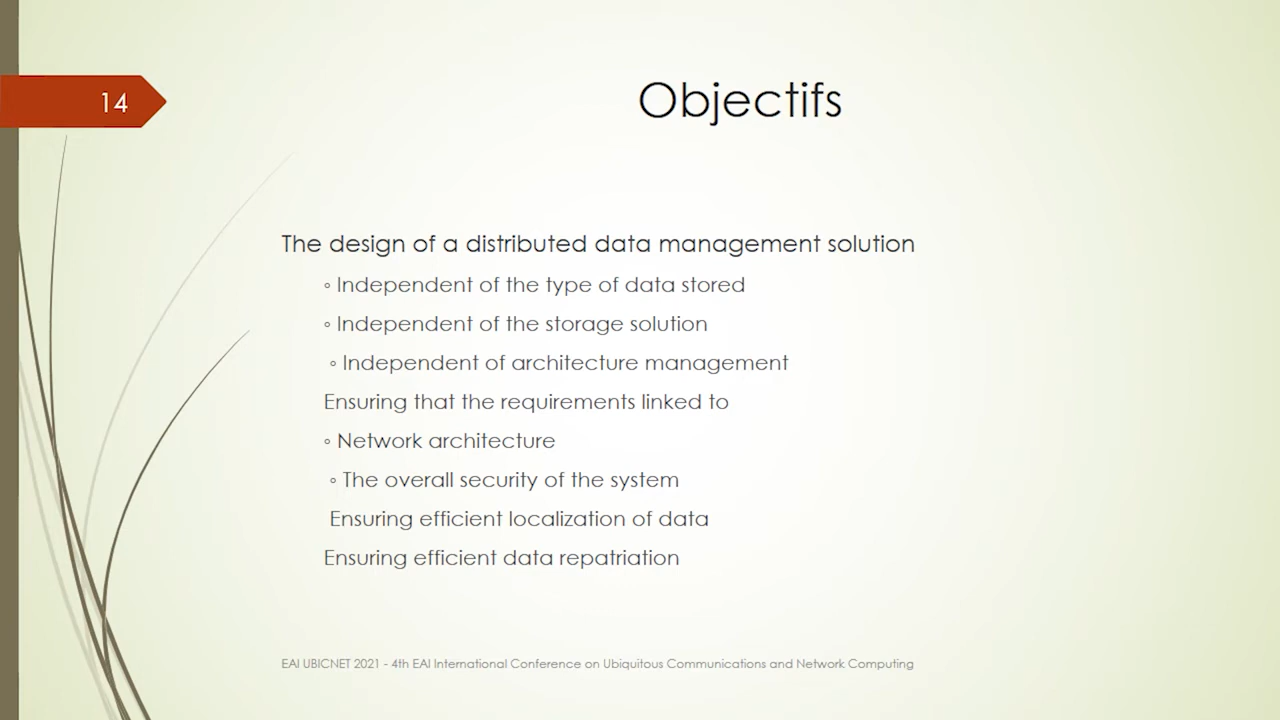 14
Objectifs
The design of a distributed data management solution
◦ Independent of the type of data stored
◦ Independent of the storage solution
◦ Independent of architecture management
Ensuring that the requirements linked to
◦ Network architecture
◦ The overall security of the system
Ensuring efficient localization of data
Ensuring efficient data repatriation
EAI UBICNET 2021 - 4th EAI International Conference on Ubiquitous Communications and Network Computing